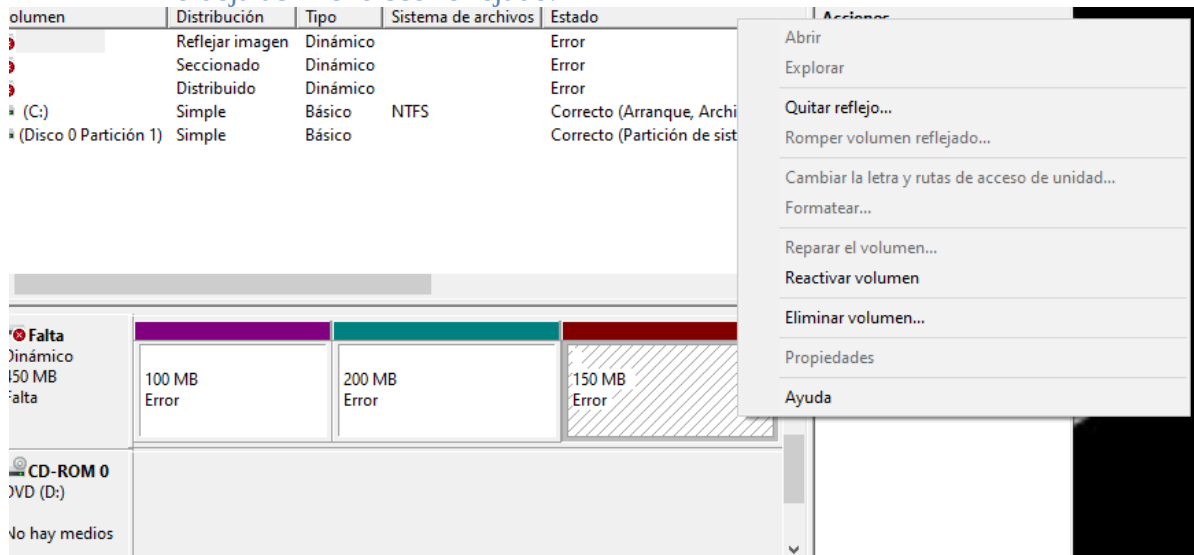 olumen Distribución Tipo Sistema de archivos Estado
Reflejar imagen Dinámico Error
Seccionado Dinámico Error
Distribuido Dinámico Error
(C:) Simple Básico NTFS Correcto (Arranque, Archi
(Disco 0 Partición 1) Simple Básico Correcto (Partición de sist
Acciones
Abrir
Explorar
Quitar reflejo...
Romper volumen reflejado...
Cambiar la letra y rutas de acceso de unidad...
Formatear...
Reparar el volumen...
Reactivar volumen
Eliminar volumen...
Propiedades
Ayuda
Falta
Dinámico
450 MB
Falta
100 MB
Error
200 MB
Error
150 MB
Error
CD-ROM 0
DVD (D:)
No hay medios